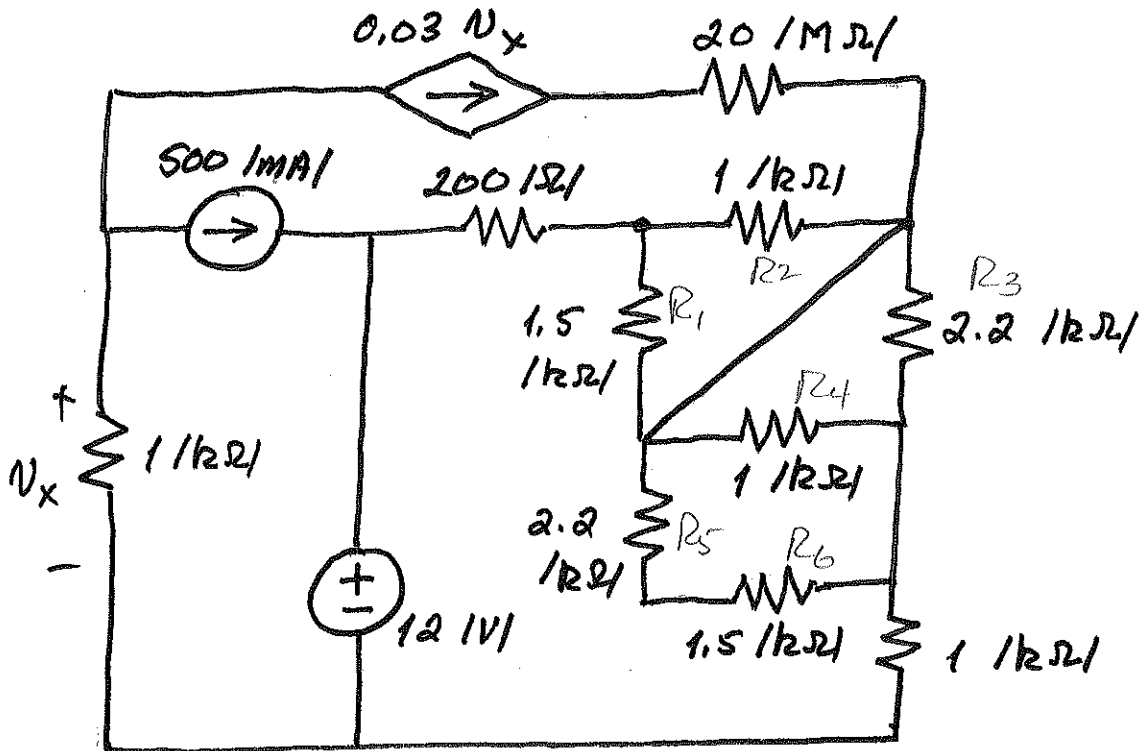 0.03 Vx
20 /MΩ/
500 /mA/
200 /Ω/
1 /kΩ/
R2
R3
1.5
/kΩ/
R1
2.2 /kΩ/
R4
+
Vx
-
1 /kΩ/
1 /kΩ/
2.2
/kΩ/
R5
R6
+
-
12 /V/
1.5 /kΩ/
1 /kΩ/